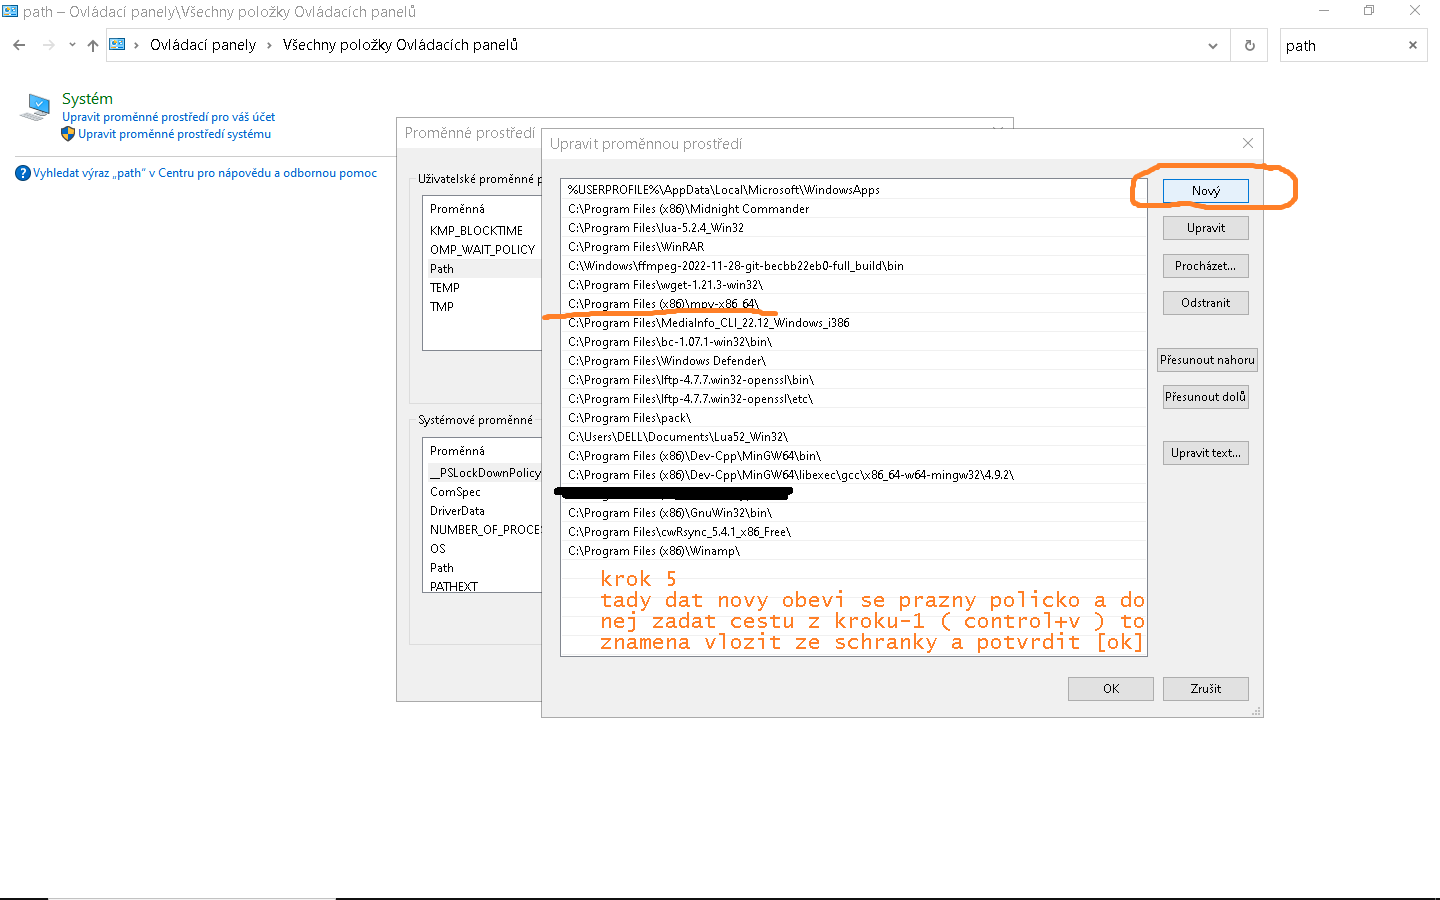 path – Ovládací panely\Všechny položky Ovládacích panelů
Ovládací panely › Všechny položky Ovládacích panelů
path
Systém
Upravit proměnné prostředí pro váš účet
Upravit proměnné prostředí systému
Vyhledat výraz „path“ v Centru pro nápovědu a odbornou pomoc
Proměnné prostředí
Uživatelské proměnné p
Proměnná
KMP_BLOCKTIME
OMP_WAIT_POLICY
Path
TEMP
TMP
Systémové proměnné
Proměnná
__PSLockDownPolicy
ComSpec
DriverData
NUMBER_OF_PROCES
OS
Path
PATHEXT
Upravit proměnnou prostředí
%USERPROFILE%\AppData\Local\Microsoft\WindowsApps
C:\Program Files (x86)\Midnight Commander
C:\Program Files\lua-5.2.4_Win32
C:\Program Files\WinRAR
C:\Windows\ffmpeg-2022-11-28-git-becbb22eb0-full_build\bin
C:\Program Files\wget-1.21.3-win32\
C:\Program Files (x86)\mpv-x86_64\
C:\Program Files\MediaInfo_CLI_22.12_Windows_i386
C:\Program Files\bc-1.07.1-win32\bin\
C:\Program Files\Windows Defender\
C:\Program Files\lftp-4.7.7.win32-openssl\bin\
C:\Program Files\lftp-4.7.7.win32-openssl\etc\
C:\Program Files\pack\
C:\Users\DELL\Documents\Lua52_Win32\
C:\Program Files (x86)\Dev-Cpp\MinGW64\bin\
C:\Program Files (x86)\Dev-Cpp\MinGW64\libexec\gcc\x86_64-w64-mingw32\4.9.2\
C:\Program Files (x86)\GnuWin32\bin\
C:\Program Files\cwRsync_5.4.1_x86_Free\
C:\Program Files (x86)\Winamp\
krok 5
tady dat novy obevi se prazny policko a do
nej zadat cestu z kroku-1 ( control+v ) to
znamena vlozit ze schranky a potvrdit [ok]
Nový
Upravit
Procházet...
Odstranit
Přesunout nahoru
Přesunout dolů
Upravit text...
OK
Zrušit